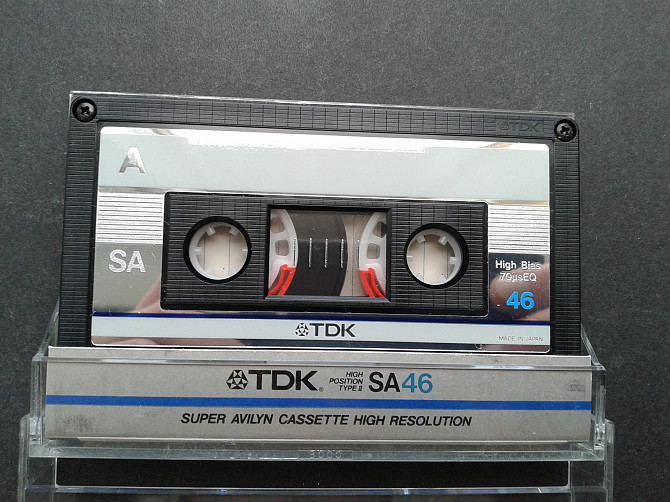 TDK
A
SA
High Bias
70µsEQ
46
TDK
MADE IN JAPAN
TDK® HIGH POSITION TYPE II SA46
SUPER AVILYN CASSETTE HIGH RESOLUTION